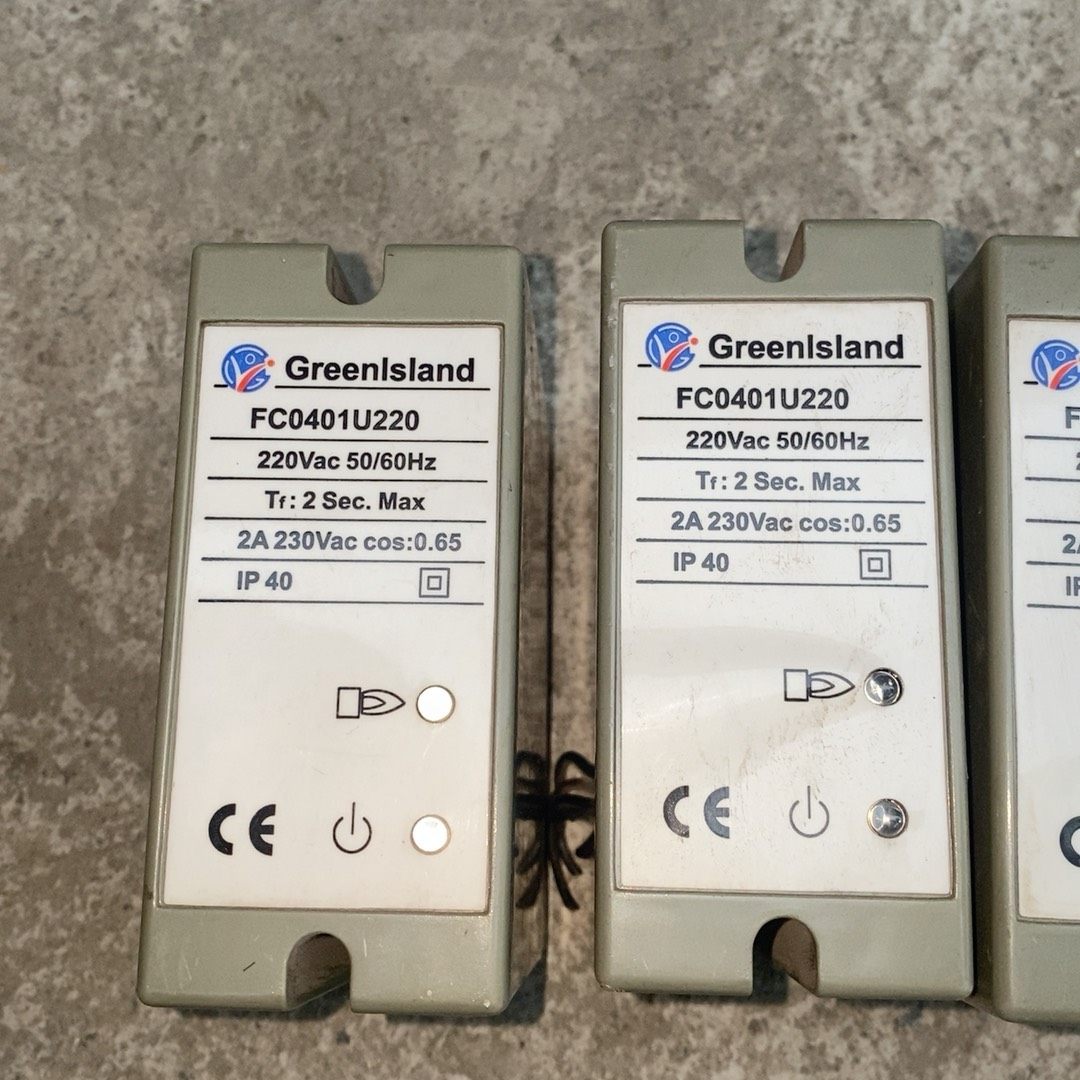 GreenIsland
FC0401U220
220Vac 50/60Hz
Tf: 2 Sec. Max
2A 230Vac cos:0.65
IP 40
CE
GreenIsland
FC0401U220
220Vac 50/60Hz
Tf: 2 Sec. Max
2A 230Vac cos:0.65
IP 40
CE